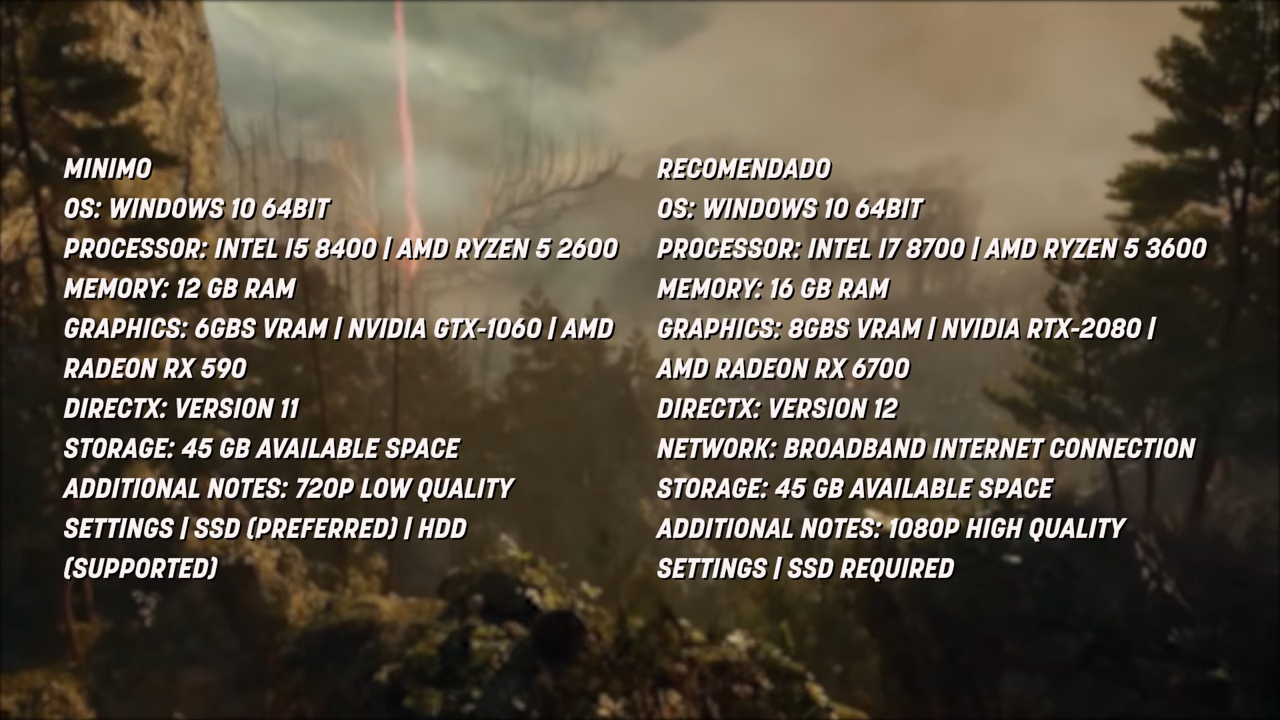 MINIMO
OS: WINDOWS 10 64BIT
PROCESSOR: INTEL I5 8400 | AMD RYZEN 5 2600
MEMORY: 12 GB RAM
GRAPHICS: 6GBS VRAM | NVIDIA GTX-1060 | AMD
RADEON RX 590
DIRECTX: VERSION 11
STORAGE: 45 GB AVAILABLE SPACE
ADDITIONAL NOTES: 720P LOW QUALITY
SETTINGS | SSD (PREFERRED) | HDD
(SUPPORTED)
RECOMENDADO
OS: WINDOWS 10 64BIT
PROCESSOR: INTEL I7 8700 | AMD RYZEN 5 3600
MEMORY: 16 GB RAM
GRAPHICS: 8GBS VRAM | NVIDIA RTX-2080 |
AMD RADEON RX 6700
DIRECTX: VERSION 12
NETWORK: BROADBAND INTERNET CONNECTION
STORAGE: 45 GB AVAILABLE SPACE
ADDITIONAL NOTES: 1080P HIGH QUALITY
SETTINGS | SSD REQUIRED